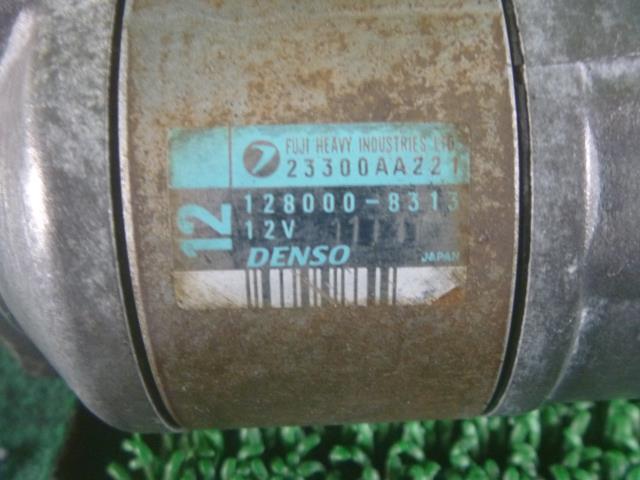 FUJI HEAVY INDUSTRIES LTD.
23300AA221
12
128000-8313
12V
DENSO
JAPAN